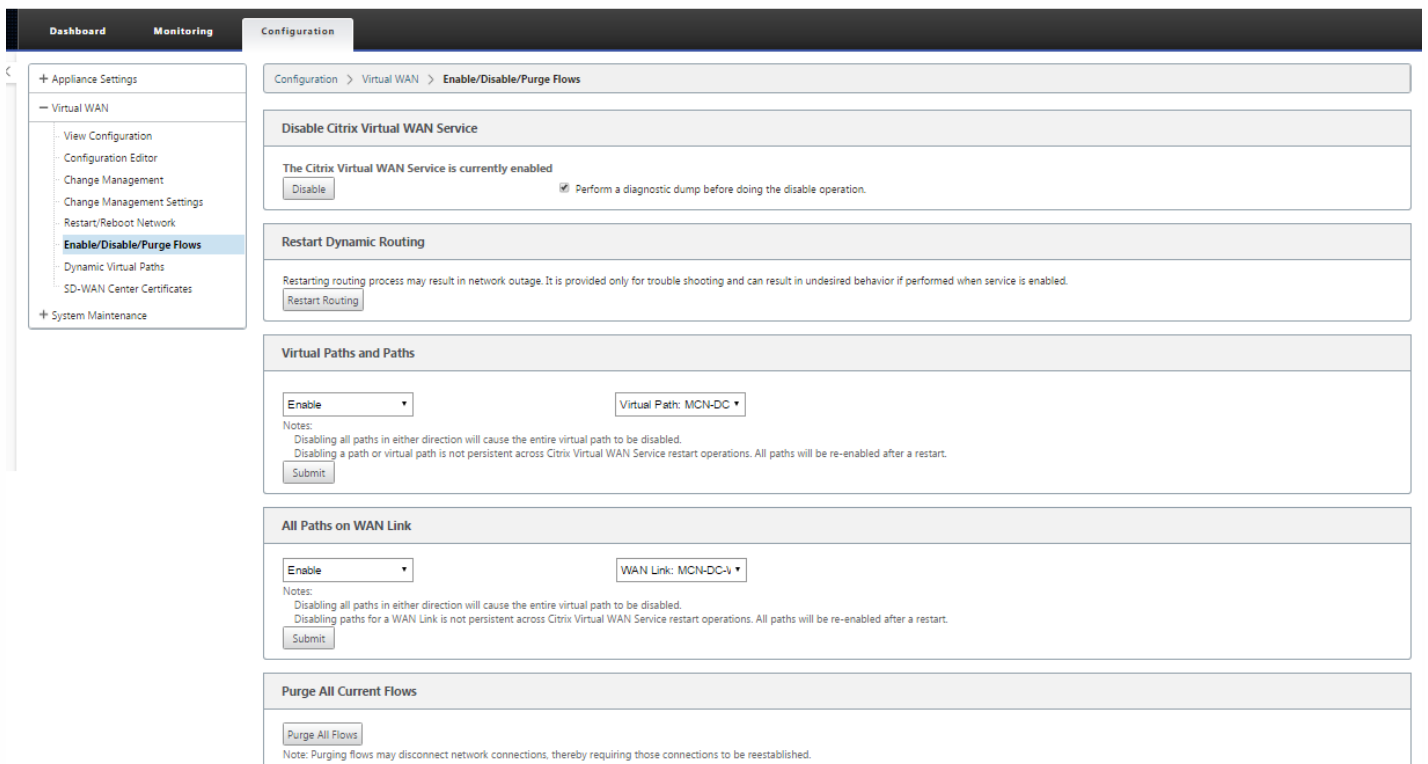 Dashboard Monitoring Configuration
+ Appliance Settings
− Virtual WAN
View Configuration
Configuration Editor
Change Management
Change Management Settings
Restart/Reboot Network
Enable/Disable/Purge Flows
Dynamic Virtual Paths
SD-WAN Center Certificates
+ System Maintenance
Configuration > Virtual WAN > Enable/Disable/Purge Flows
Disable Citrix Virtual WAN Service
The Citrix Virtual WAN Service is currently enabled
Disable Perform a diagnostic dump before doing the disable operation.
Restart Dynamic Routing
Restarting routing process may result in network outage. It is provided only for trouble shooting and can result in undesired behavior if performed when service is enabled.
Restart Routing
Virtual Paths and Paths
Enable Virtual Path: MCN-DC
Notes:
Disabling all paths in either direction will cause the entire virtual path to be disabled.
Disabling a path or virtual path is not persistent across Citrix Virtual WAN Service restart operations. All paths will be re-enabled after a restart.
Submit
All Paths on WAN Link
Enable WAN Link: MCN-DC-
Notes:
Disabling all paths in either direction will cause the entire virtual path to be disabled.
Disabling paths for a WAN Link is not persistent across Citrix Virtual WAN Service restart operations. All paths will be re-enabled after a restart.
Submit
Purge All Current Flows
Purge All Flows
Note: Purging flows may disconnect network connections, thereby requiring those connections to be reestablished.